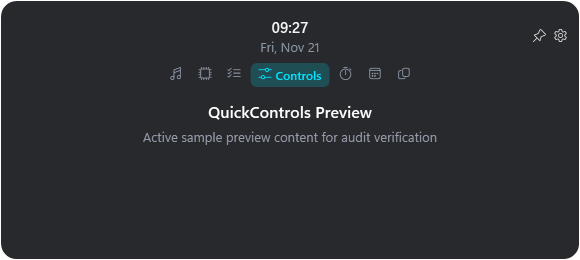 09:27
Fri, Nov 21
Controls
QuickControls Preview
Active sample preview content for audit verification